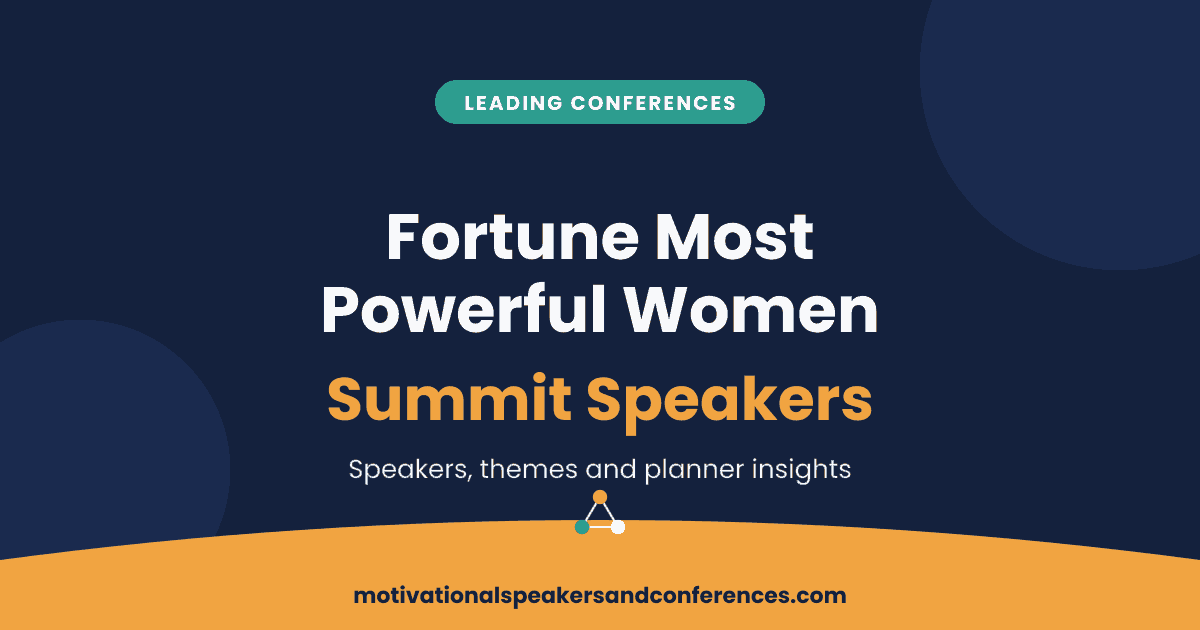 LEADING CONFERENCES
Fortune Most
Powerful Women
Summit Speakers
Speakers, themes and planner insights
motivationalspeakersandconferences.com